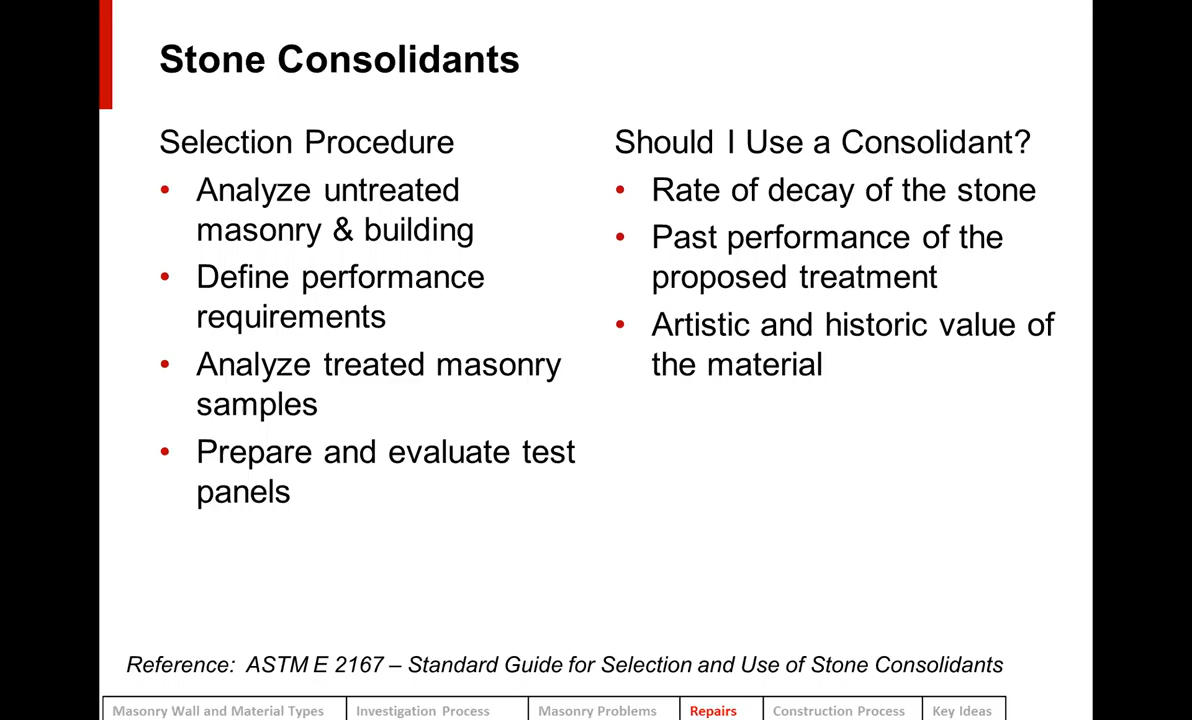 Stone Consolidants
Selection Procedure
• Analyze untreated
masonry & building
• Define performance
requirements
• Analyze treated masonry
samples
• Prepare and evaluate test
panels
Should I Use a Consolidant?
• Rate of decay of the stone
• Past performance of the
proposed treatment
• Artistic and historic value of
the material
Reference: ASTM E 2167 – Standard Guide for Selection and Use of Stone Consolidants
Masonry Wall and Material Types Investigation Process Masonry Problems Repairs Construction Process Key Ideas